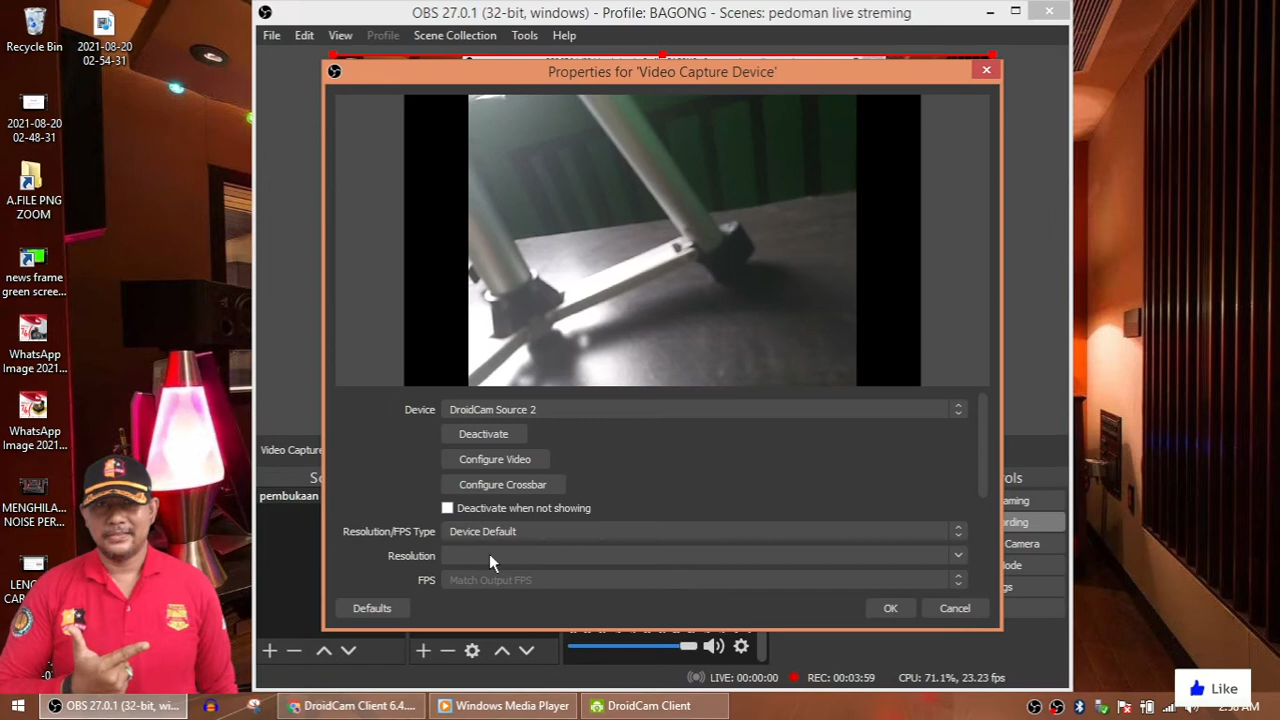 OBS 27.0.1 (32-bit, windows) - Profile: BAGONG - Scenes: pedoman live streming
File Edit View Profile Scene Collection Tools Help
Recycle Bin
2021-08-20
02-54-31
2021-08-20
02-48-31
A.FILE PNG
ZOOM
news frame
green scree...
WhatsApp
Image 2021...
WhatsApp
Image 2021...
MENGHILA...
NOISE PER...
Properties for 'Video Capture Device'
Device DroidCam Source 2
Deactivate
Configure Video
Configure Crossbar
Deactivate when not showing
Resolution/FPS Type Device Default
Resolution
FPS Match Output FPS
Defaults OK Cancel
Video Capture
pembukaan
Camera
LIVE: 00:00:00 REC: 00:03:59 CPU: 71.1%, 23.23 fps
Like
OBS 27.0.1 (32-bit, wi... DroidCam Client 6.4.... Windows Media Player DroidCam Client